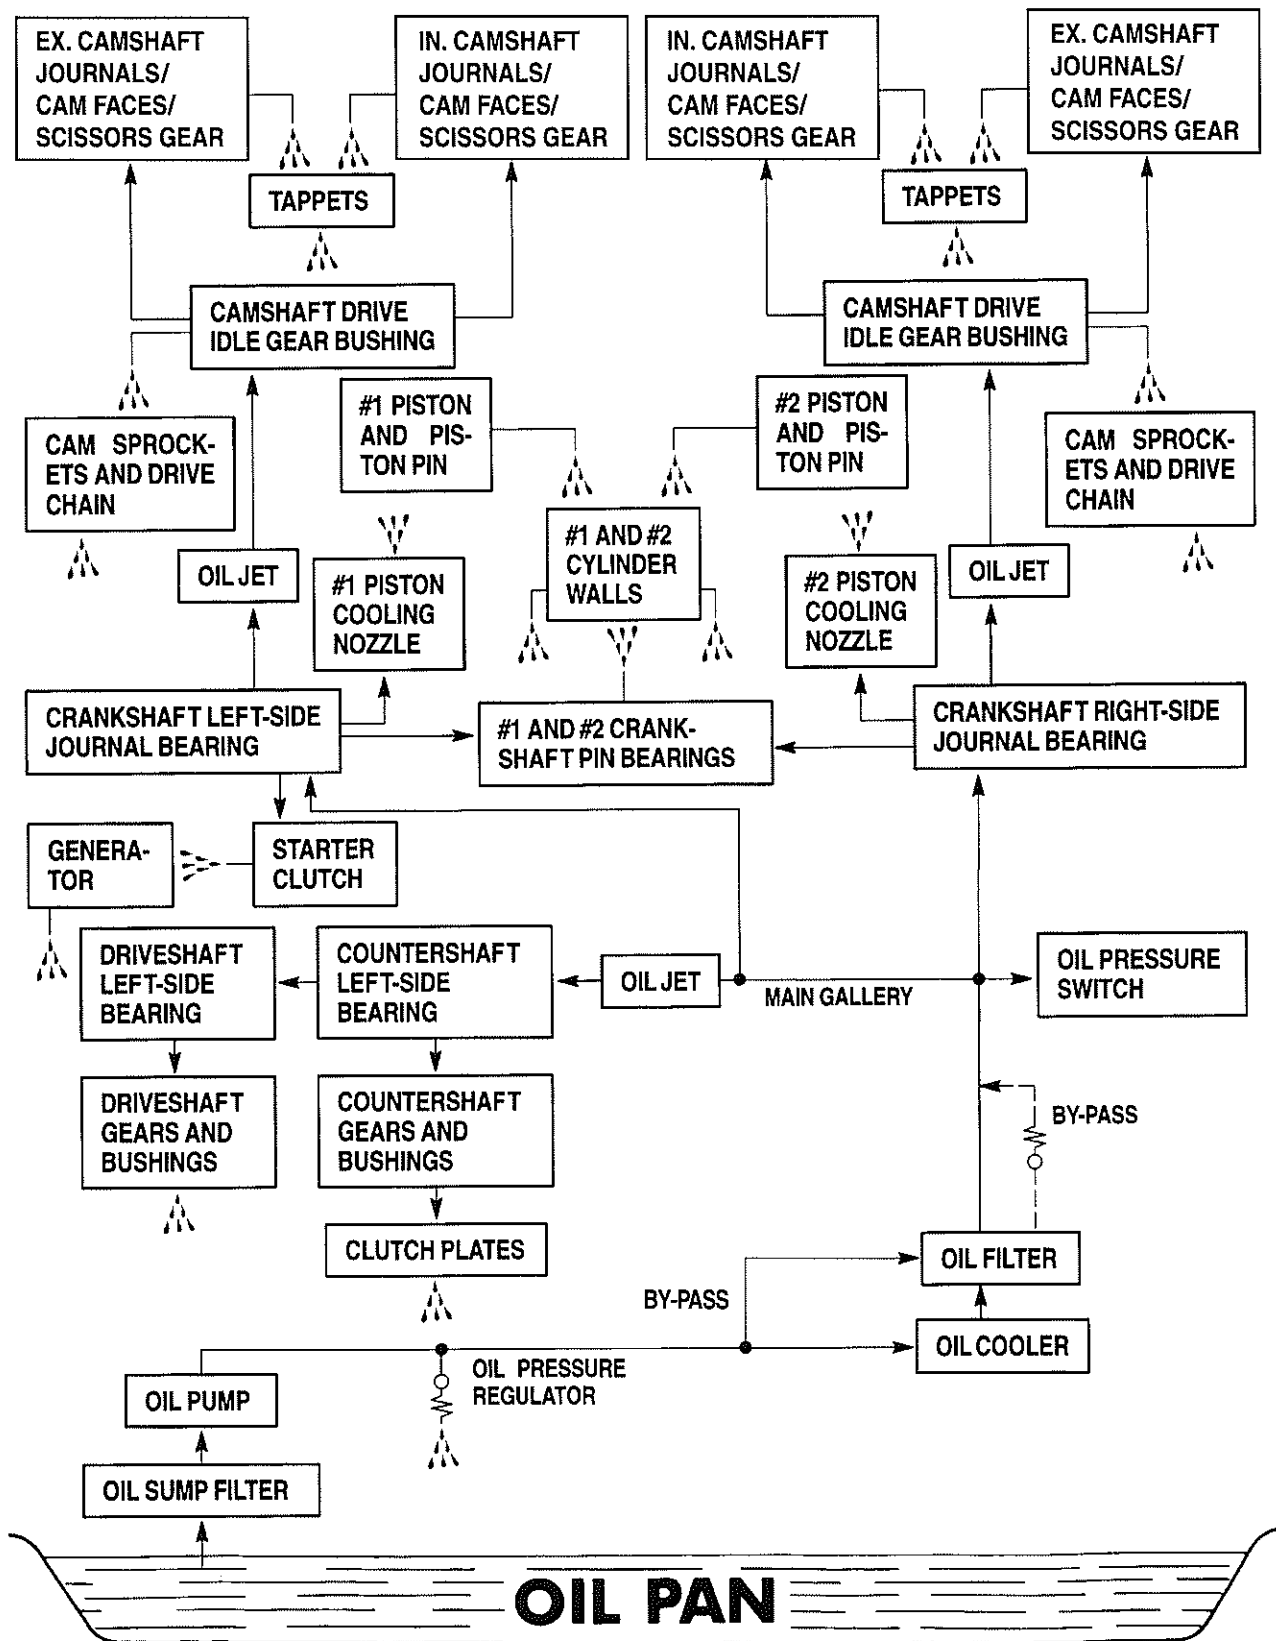 EX. CAMSHAFT
JOURNALS/
CAM FACES/
SCISSORS GEAR
IN. CAMSHAFT
JOURNALS/
CAM FACES/
SCISSORS GEAR
IN. CAMSHAFT
JOURNALS/
CAM FACES/
SCISSORS GEAR
EX. CAMSHAFT
JOURNALS/
CAM FACES/
SCISSORS GEAR
TAPPETS
TAPPETS
CAMSHAFT DRIVE
IDLE GEAR BUSHING
CAMSHAFT DRIVE
IDLE GEAR BUSHING
#1 PISTON
AND PIS-
TON PIN
#2 PISTON
AND PIS-
TON PIN
CAM SPROCK-
ETS AND DRIVE
CHAIN
CAM SPROCK-
ETS AND DRIVE
CHAIN
OIL JET
#1 PISTON
COOLING
NOZZLE
#1 AND #2
CYLINDER
WALLS
#2 PISTON
COOLING
NOZZLE
OIL JET
CRANKSHAFT LEFT-SIDE
JOURNAL BEARING
#1 AND #2 CRANK-
SHAFT PIN BEARINGS
CRANKSHAFT RIGHT-SIDE
JOURNAL BEARING
GENERA-
TOR
STARTER
CLUTCH
DRIVESHAFT
LEFT-SIDE
BEARING
COUNTERSHAFT
LEFT-SIDE
BEARING
OIL JET
MAIN GALLERY
OIL PRESSURE
SWITCH
DRIVESHAFT
GEARS AND
BUSHINGS
COUNTERSHAFT
GEARS AND
BUSHINGS
BY-PASS
CLUTCH PLATES
OIL FILTER
BY-PASS
OIL COOLER
OIL PRESSURE
REGULATOR
OIL PUMP
OIL SUMP FILTER
OIL PAN